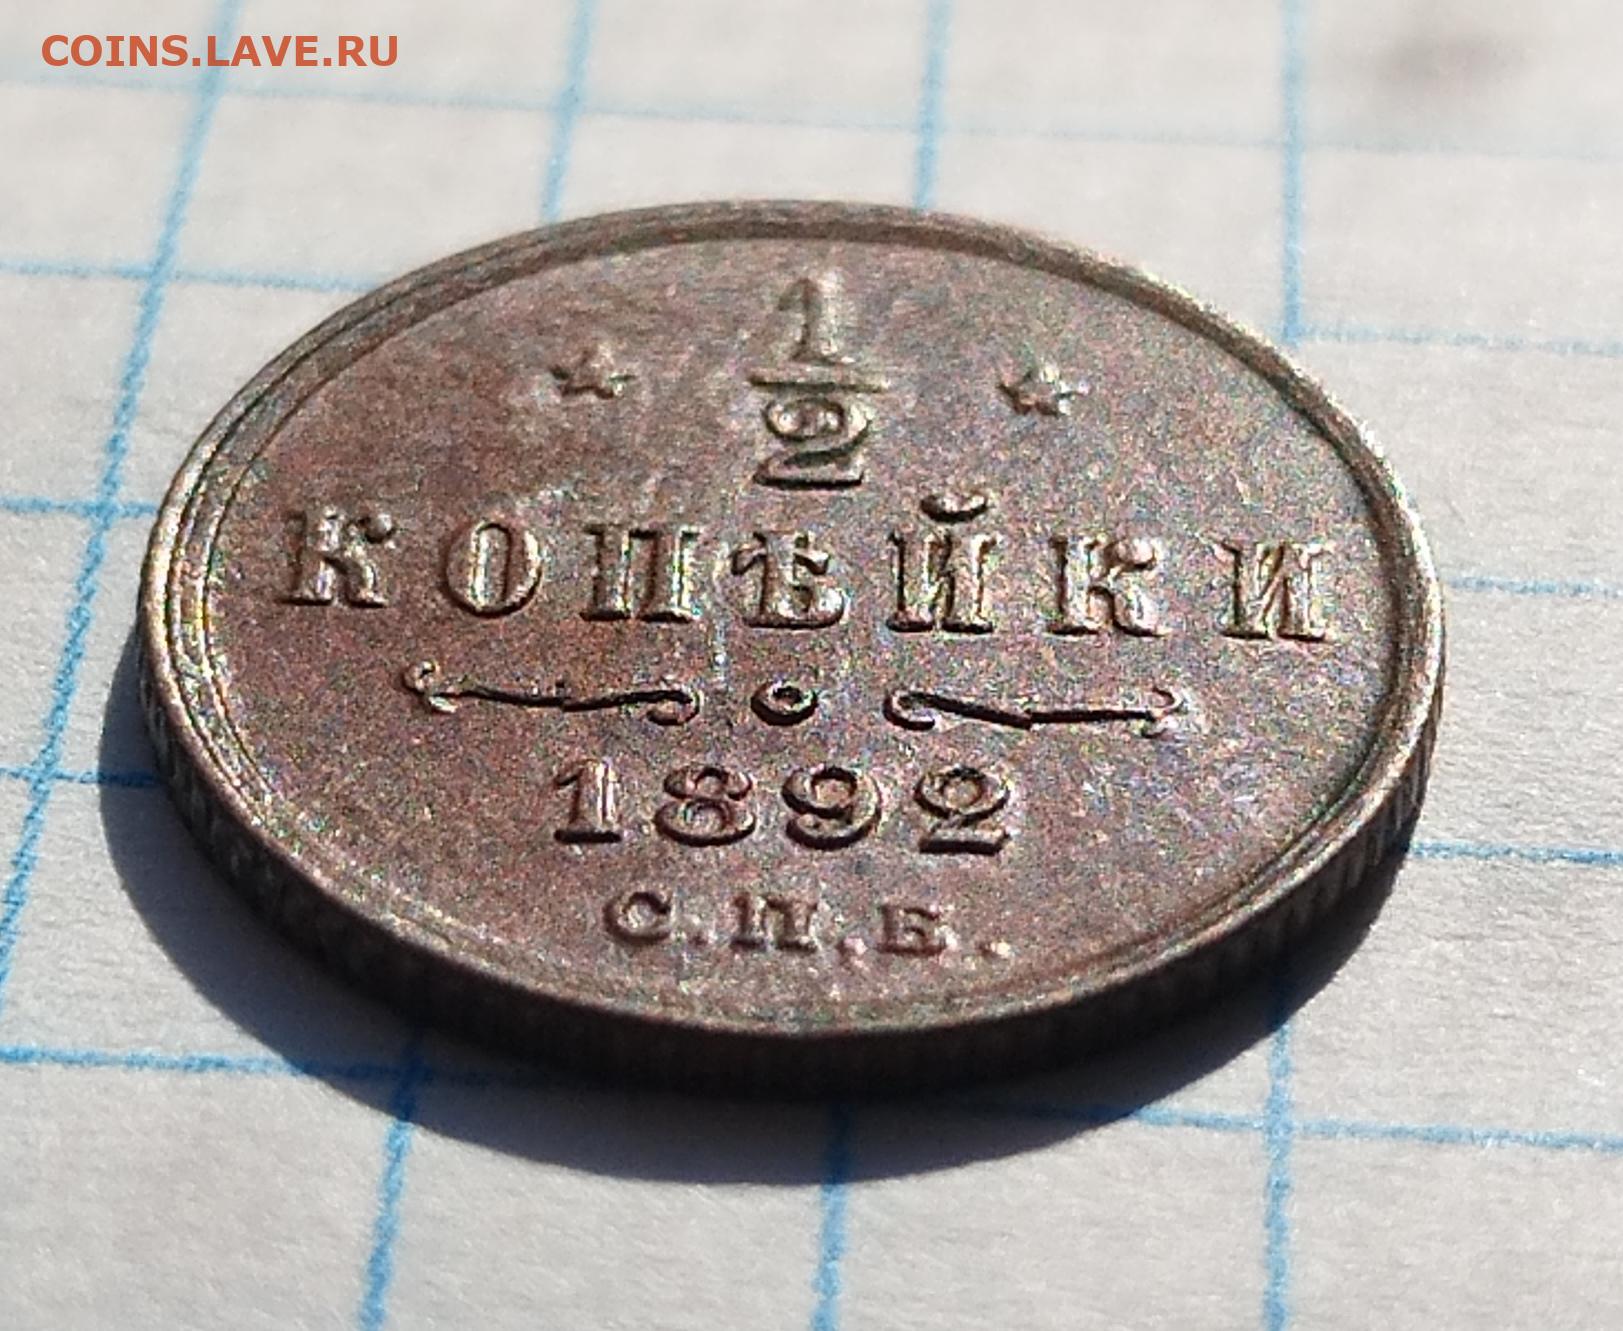 COINS.LAVE.RU
1/2
КОПѢЙКИ
1892
С.П.Б.